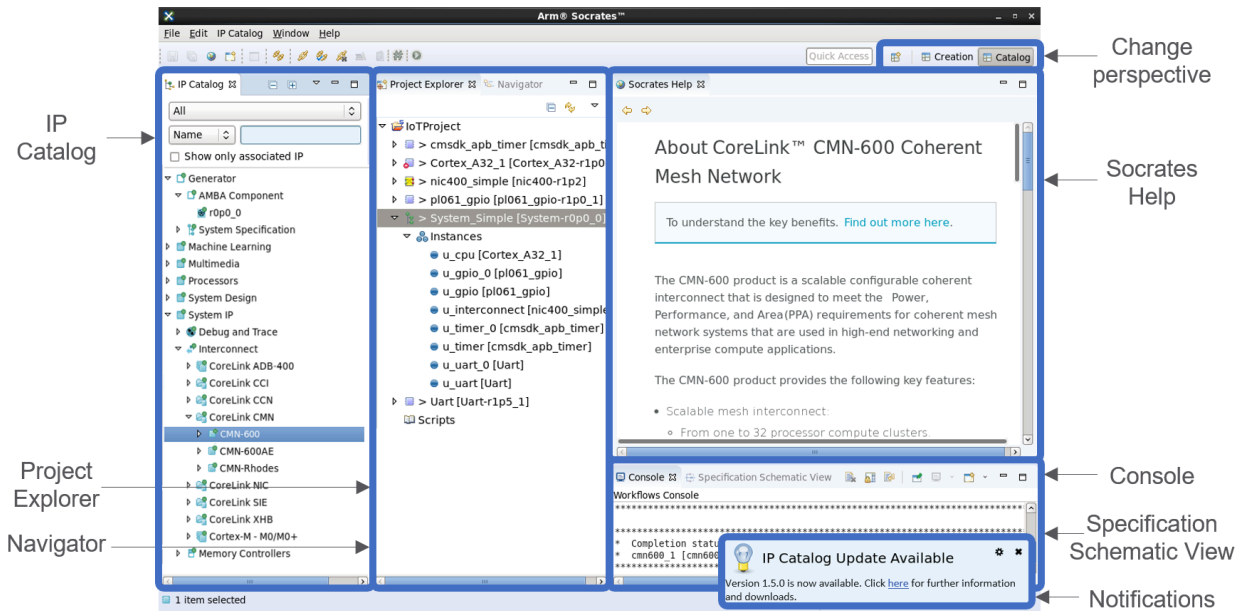 Arm® Socrates™
File Edit IP Catalog Window Help
Quick Access
Creation
Catalog
Change
perspective
IP Catalog
All
Name
Show only associated IP
Generator
AMBA Component
r0p0_0
System Specification
Machine Learning
Multimedia
Processors
System Design
System IP
Debug and Trace
Interconnect
CoreLink ADB-400
CoreLink CCI
CoreLink CCN
CoreLink CMN
CMN-600
CMN-600AE
CMN-Rhodes
CoreLink NIC
CoreLink SIE
CoreLink XHB
Cortex-M - M0/M0+
Memory Controllers
1 item selected
IP
Catalog
Project
Explorer
Navigator
Project Explorer
Navigator
IoTProject
> cmsdk_apb_timer [cmsdk_apb_ti
> Cortex_A32_1 [Cortex_A32-r1p0
> nic400_simple [nic400-r1p2]
> pl061_gpio [pl061_gpio-r1p0_1]
> System_Simple [System-r0p0_0]
Instances
u_cpu [Cortex_A32_1]
u_gpio_0 [pl061_gpio]
u_gpio [pl061_gpio]
u_interconnect [nic400_simple
u_timer_0 [cmsdk_apb_timer]
u_timer [cmsdk_apb_timer]
u_uart_0 [Uart]
u_uart [Uart]
> Uart [Uart-r1p5_1]
Scripts
Socrates Help
About CoreLink™ CMN-600 Coherent
Mesh Network
To understand the key benefits. Find out more here.
The CMN-600 product is a scalable configurable coherent
interconnect that is designed to meet the Power,
Performance, and Area(PPA) requirements for coherent mesh
network systems that are used in high-end networking and
enterprise compute applications.
The CMN-600 product provides the following key features:
• Scalable mesh interconnect:
From one to 32 processor compute clusters.
Socrates
Help
Console
Specification Schematic View
Workflows Console
* Completion statu
* cmn600_1 [cmn600
IP Catalog Update Available
Version 1.5.0 is now available. Click here for further information
and downloads.
Console
Specification
Schematic View
Notifications